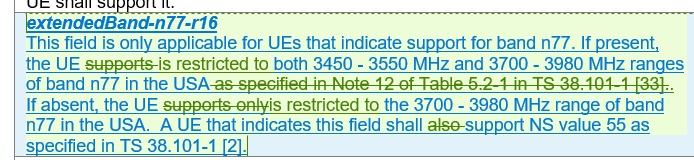 UE shall support it.
extendedBand-n77-r16
This field is only applicable for UEs that indicate support for band n77. If present,
the UE supports is restricted to both 3450 - 3550 MHz and 3700 - 3980 MHz ranges
of band n77 in the USA as specified in Note 12 of Table 5.2-1 in TS 38.101-1 [33]..
If absent, the UE supports onlyis restricted to the 3700 - 3980 MHz range of band
n77 in the USA.  A UE that indicates this field shall also support NS value 55 as
specified in TS 38.101-1 [2].